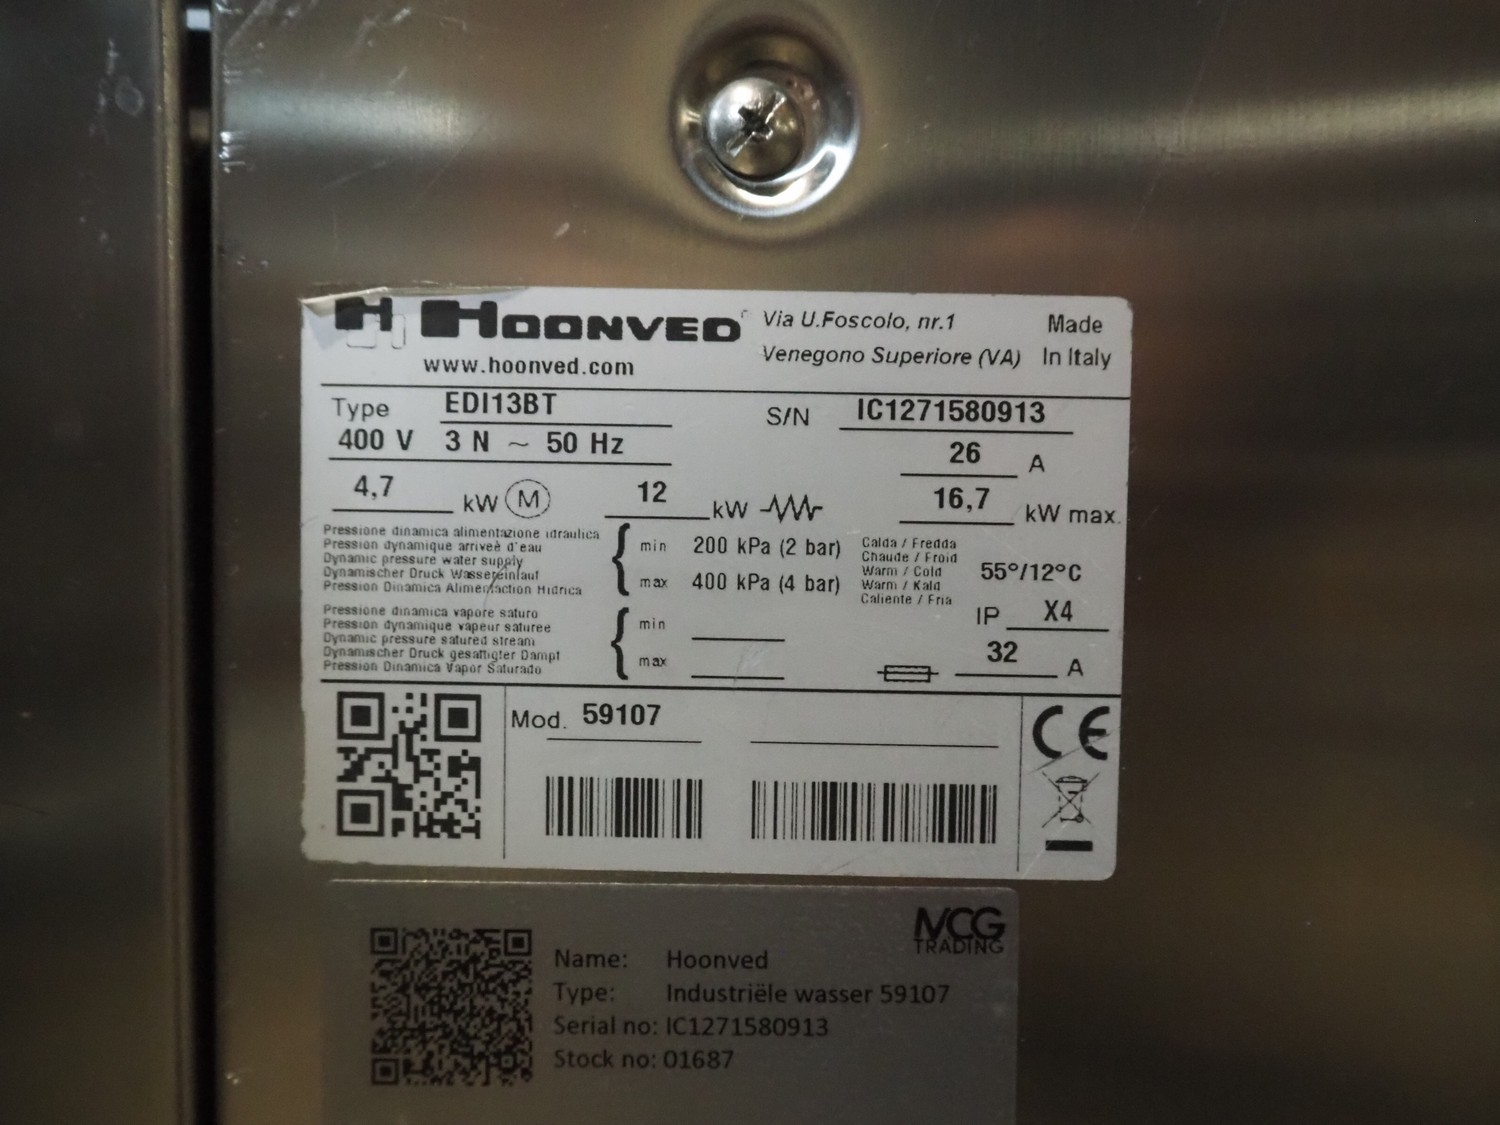 H HOONVED Via U.Foscolo, nr.1 Made
www.hoonved.com Venegono Superiore (VA) In Italy
Type EDI13BT S/N IC1271580913
400 V 3 N ~ 50 Hz 26 A
4,7 kW M 12 kW 16,7 kW max.
Pressione dinamica alimentazione idraulica
Pression dynamique arriveè d'eau
Dynamic pressure water supply
Dynamischer Druck Wassereinlauf
Pression Dinamica Alimentaction Hidrica
min 200 kPa (2 bar)
max 400 kPa (4 bar)
Calda / Fredda
Chaude / Froid
Warm / Cold
Warm / Kald
Caliente / Fria
55°/12°C
IP X4
Pressione dinamica vapore saturo
Pression dynamique vapeur saturee
Dynamic pressure satured stream
Dynamischer Druck gesattigter Dampf
Pression Dinamica Vapor Saturado
min
max
32 A
Mod. 59107
CE
MCG
TRADING
Name: Hoonved
Type: Industriële wasser 59107
Serial no: IC1271580913
Stock no: 01687